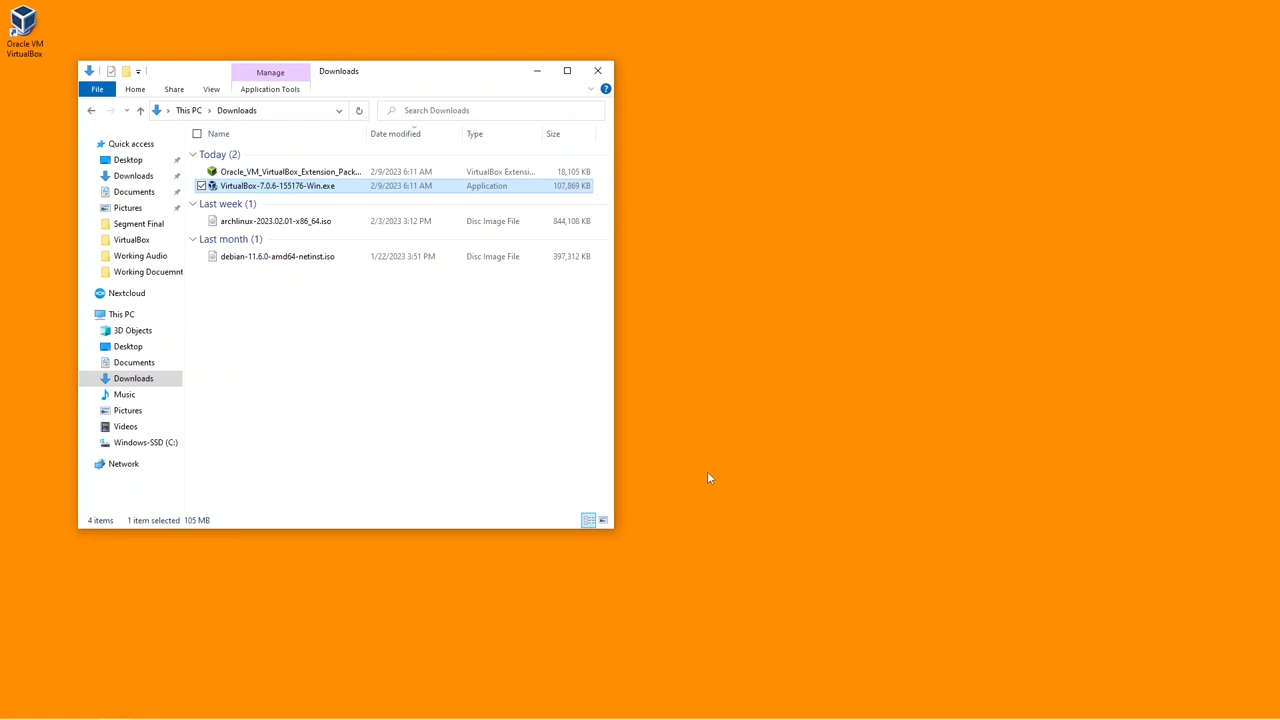 Oracle VM
VirtualBox
Manage
Downloads
File
Home
Share
View
Application Tools
This PC
Downloads
Search Downloads
Name
Date modified
Type
Size
Quick access
Desktop
Downloads
Documents
Pictures
Segment Final
VirtualBox
Working Audio
Working Docuemnt
Nextcloud
This PC
3D Objects
Desktop
Documents
Downloads
Music
Pictures
Videos
Windows-SSD (C:)
Network
Today (2)
Oracle_VM_VirtualBox_Extension_Pack... 2/9/2023 6:11 AM VirtualBox Extensi... 18,105 KB
VirtualBox-7.0.6-155176-Win.exe 2/9/2023 6:11 AM Application 107,869 KB
Last week (1)
archlinux-2023.02.01-x86_64.iso 2/3/2023 3:12 PM Disc Image File 844,108 KB
Last month (1)
debian-11.6.0-amd64-netinst.iso 1/22/2023 3:51 PM Disc Image File 397,312 KB
4 items 1 item selected 105 MB